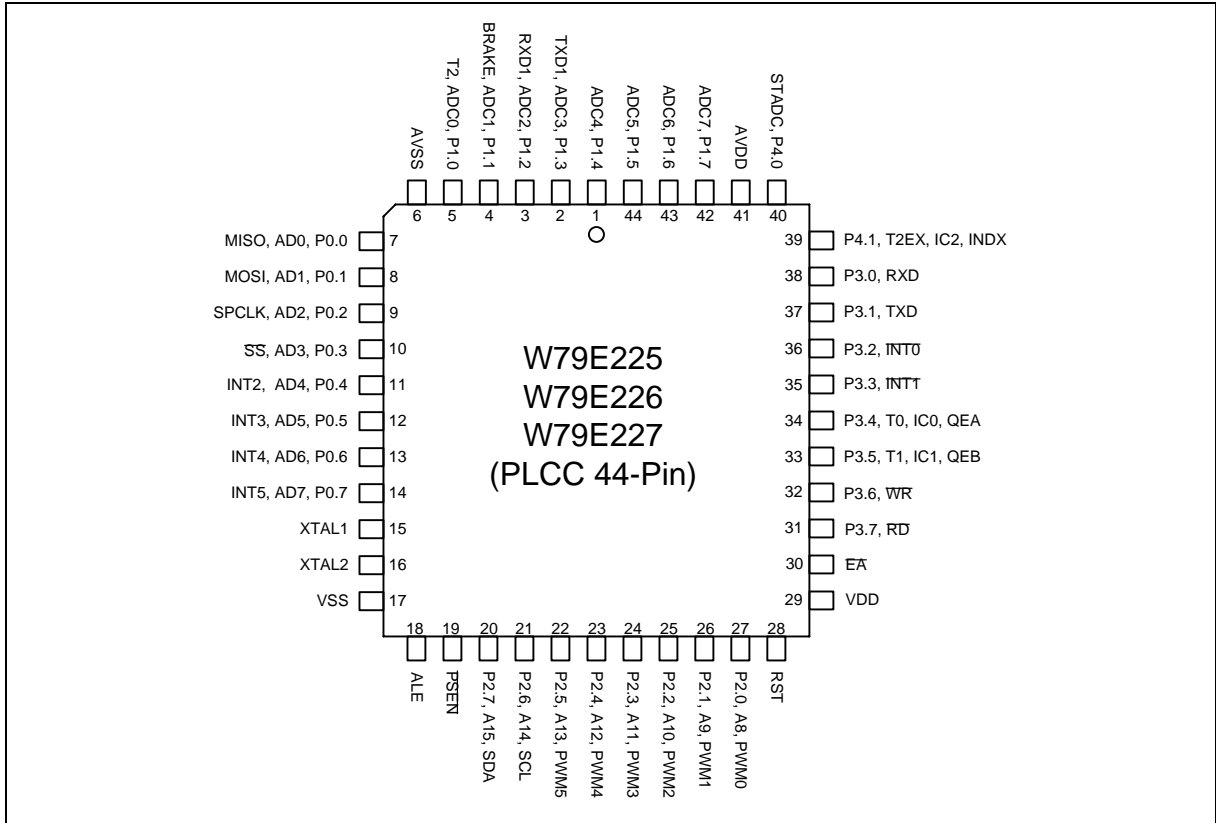 AVSS
T2, ADC0, P1.0
BRAKE, ADC1, P1.1
RXD1, ADC2, P1.2
TXD1, ADC3, P1.3
ADC4, P1.4
ADC5, P1.5
ADC6, P1.6
ADC7, P1.7
AVDD
STADC, P4.0
6 5 4 3 2 1 44 43 42 41 40
MISO, AD0, P0.0 7
MOSI, AD1, P0.1 8
SPCLK, AD2, P0.2 9
S̅S̅, AD3, P0.3 10
INT2, AD4, P0.4 11
INT3, AD5, P0.5 12
INT4, AD6, P0.6 13
INT5, AD7, P0.7 14
XTAL1 15
XTAL2 16
VSS 17
W79E225
W79E226
W79E227
(PLCC 44-Pin)
39 P4.1, T2EX, IC2, INDX
38 P3.0, RXD
37 P3.1, TXD
36 P3.2, I̅N̅T̅0̅
35 P3.3, I̅N̅T̅1̅
34 P3.4, T0, IC0, QEA
33 P3.5, T1, IC1, QEB
32 P3.6, W̅R̅
31 P3.7, R̅D̅
30 E̅A̅
29 VDD
18 19 20 21 22 23 24 25 26 27 28
ALE
P̅S̅E̅N̅
P2.7, A15, SDA
P2.6, A14, SCL
P2.5, A13, PWM5
P2.4, A12, PWM4
P2.3, A11, PWM3
P2.2, A10, PWM2
P2.1, A9, PWM1
P2.0, A8, PWM0
RST